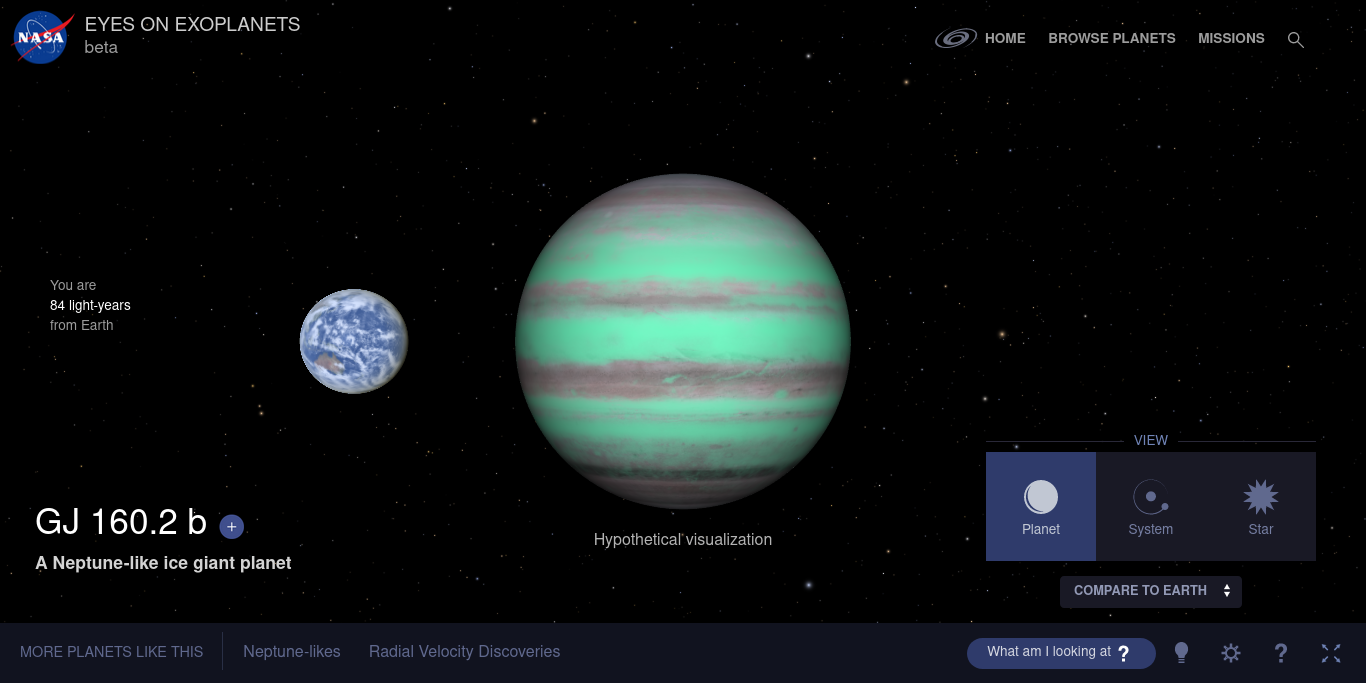 NASA
EYES ON EXOPLANETS
beta
HOME
BROWSE PLANETS
MISSIONS
You are
84 light-years
from Earth
GJ 160.2 b
+
A Neptune-like ice giant planet
Hypothetical visualization
VIEW
Planet
System
Star
COMPARE TO EARTH
MORE PLANETS LIKE THIS
Neptune-likes
Radial Velocity Discoveries
What am I looking at ?
?